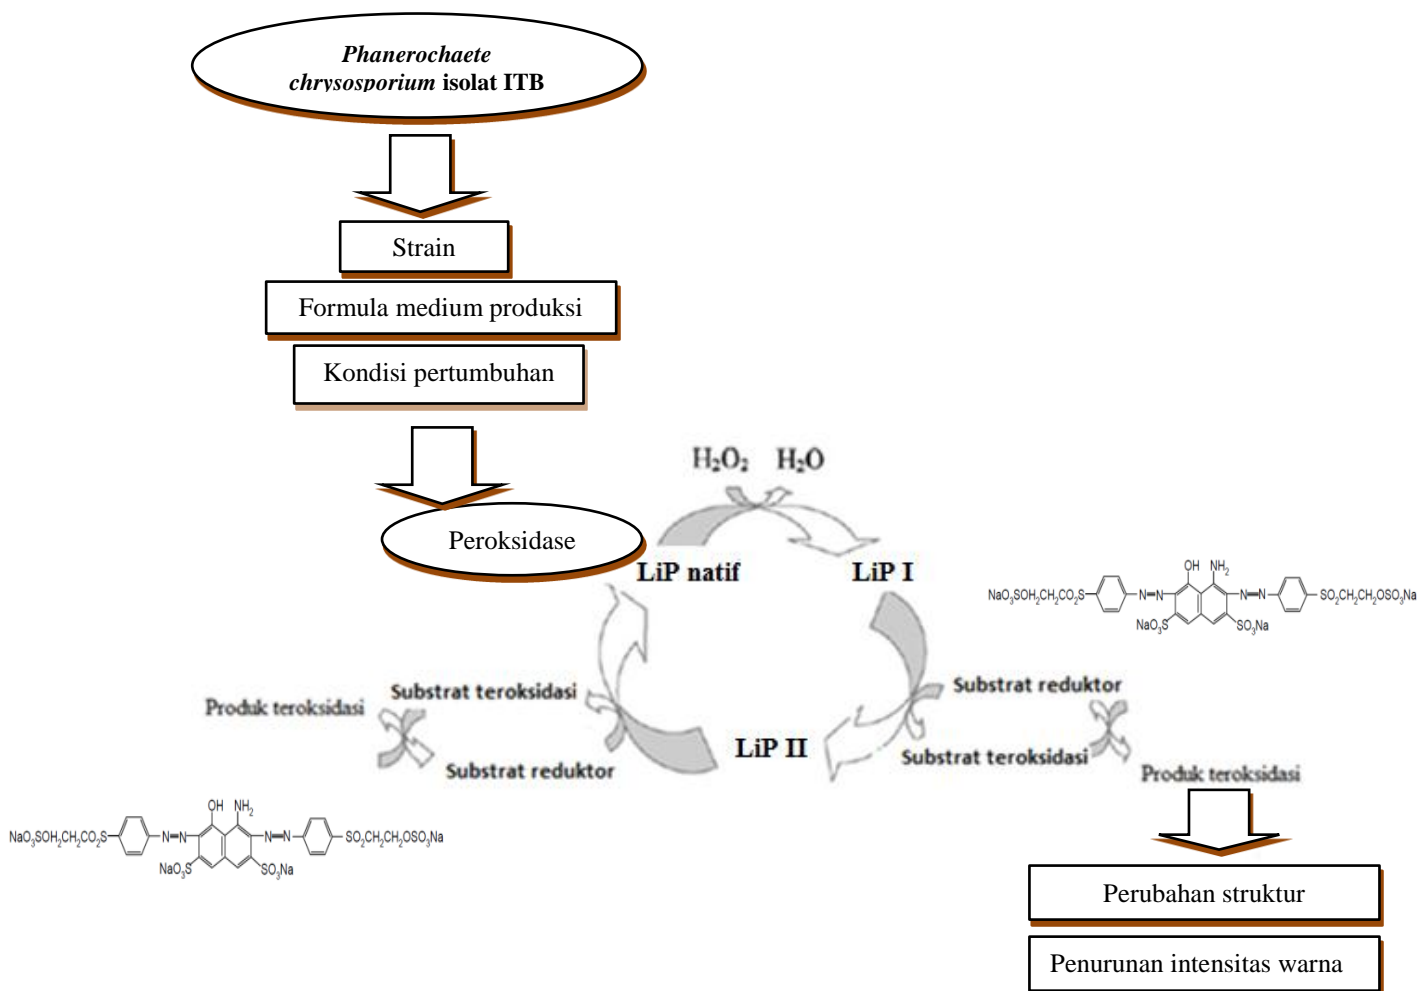 Phanerochaete
chrysosporium isolat ITB
Strain
Formula medium produksi
Kondisi pertumbuhan
H₂O₂ H₂O
Peroksidase
LiP natif
LiP I
OH NH₂
NaO₃SOH₂CH₂CO₂S N=N N=N SO₂CH₂CH₂OSO₃Na
NaO₃S SO₃Na
Substrat teroksidasi
Produk teroksidasi
Substrat reduktor
LiP II
Substrat reduktor
Substrat teroksidasi
Produk teroksidasi
OH NH₂
NaO₃SOH₂CH₂CO₂S N=N N=N SO₂CH₂CH₂OSO₃Na
NaO₃S SO₃Na
Perubahan struktur
Penurunan intensitas warna